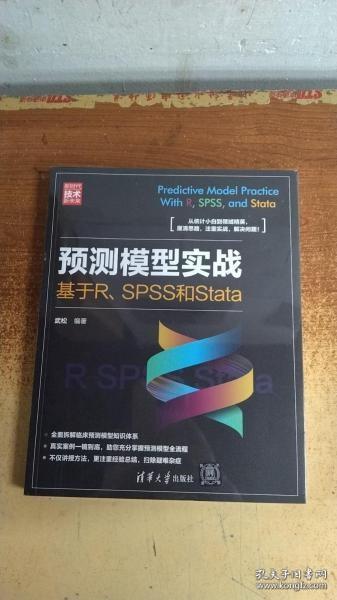 新时代
技术
新未来
Predictive Model Practice
With R, SPSS, and Stata
从统计小白到领域精英，
厘清思路，注重实战，解决问题！
预测模型实战
基于R、SPSS和Stata
武松 编著
R SPSS Stata
全面拆解临床预测模型知识体系
真实案例一镜到底，助您充分掌握预测模型全流程
不仅讲授方法，更注重经验总结，扫除疑难杂症
清华大学出版社
孔夫子旧书网